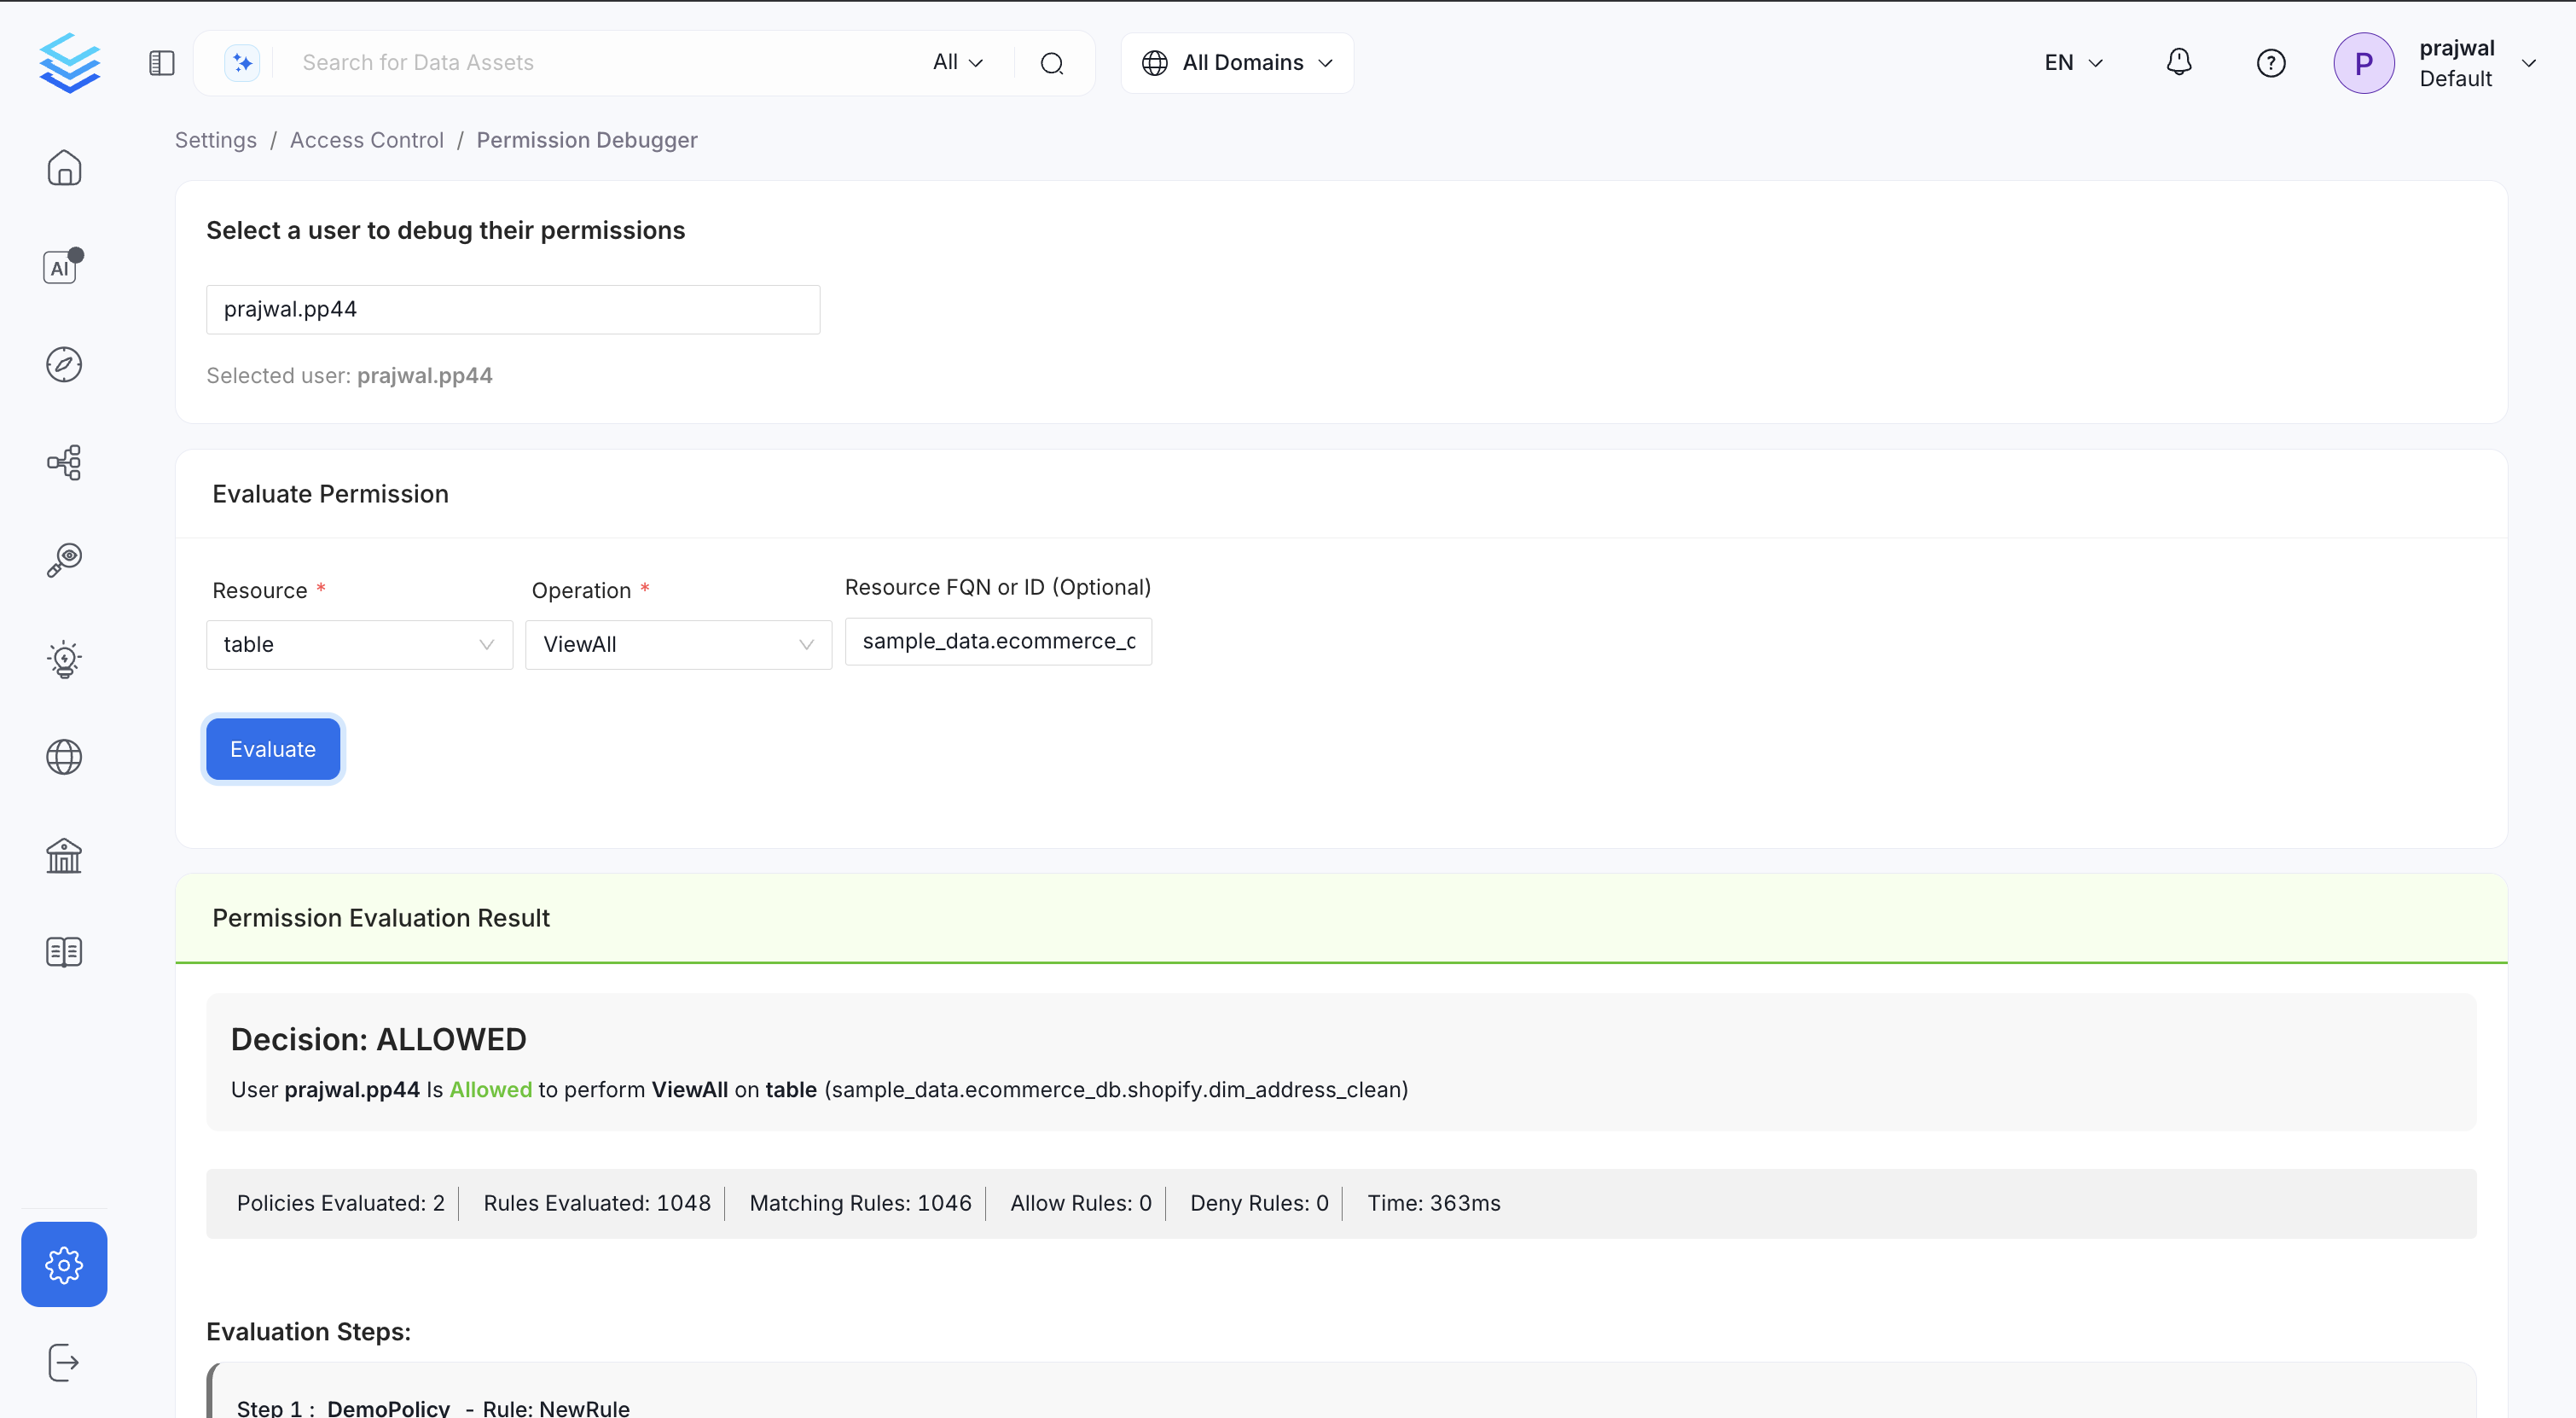 Search for Data Assets
All
All Domains
EN
P
prajwal
Default
Settings / Access Control / Permission Debugger
AI
Select a user to debug their permissions
prajwal.pp44
Selected user: prajwal.pp44
Evaluate Permission
Resource *
Operation *
Resource FQN or ID (Optional)
table
ViewAll
sample_data.ecommerce_c
Evaluate
Permission Evaluation Result
Decision: ALLOWED
User prajwal.pp44 Is Allowed to perform ViewAll on table (sample_data.ecommerce_db.shopify.dim_address_clean)
Policies Evaluated: 2 Rules Evaluated: 1048 Matching Rules: 1046 Allow Rules: 0 Deny Rules: 0 Time: 363ms
Evaluation Steps:
Step 1 : DemoPolicy - Rule: NewRule